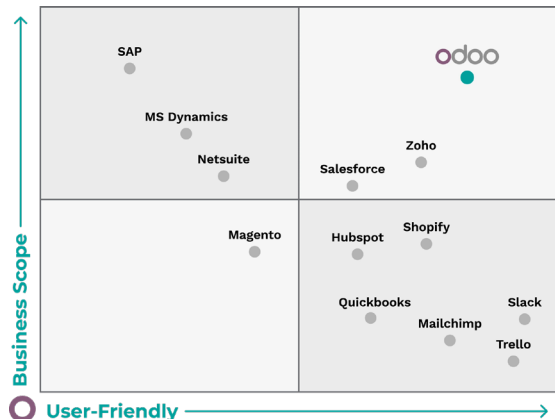 SAP
odoo
MS Dynamics
Zoho
Netsuite
Salesforce
Magento
Hubspot
Shopify
Quickbooks
Slack
Mailchimp
Trello
Business Scope
User-Friendly